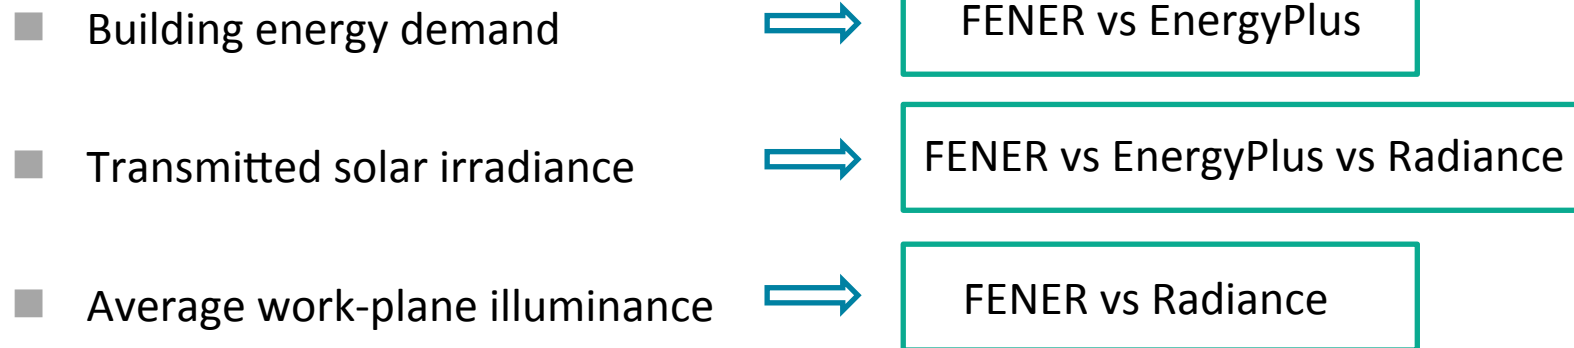 Building energy demand FENER vs EnergyPlus
Transmitted solar irradiance FENER vs EnergyPlus vs Radiance
Average work-plane illuminance FENER vs Radiance